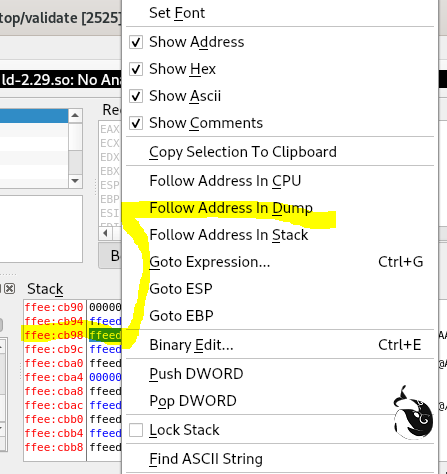 Set Font
top/validate [2525]
Show Address
ld-2.29.so: No Ana
Show Hex
Show Ascii
Show Comments
Copy Selection To Clipboard
Follow Address In CPU
Follow Address In Dump
Follow Address In Stack
Goto Expression... Ctrl+G
Goto ESP
Goto EBP
Binary Edit... Ctrl+E
Push DWORD
Pop DWORD
Lock Stack
Find ASCII String
Re
EAX
ECX
EDX
EBX
ESP
EBP
ESI
B
Stack
ffee:cb90 00000
ffee:cb94 ffeed
ffee:cb98 ffeed
ffee:cb9c ffeed
ffee:cba0 ffeed
ffee:cba4 00000
ffee:cba8 ffeed
ffee:cbac ffeed
ffee:cbb0 ffeed
ffee:cbb4 ffeed
ffee:cbb8 ffeed